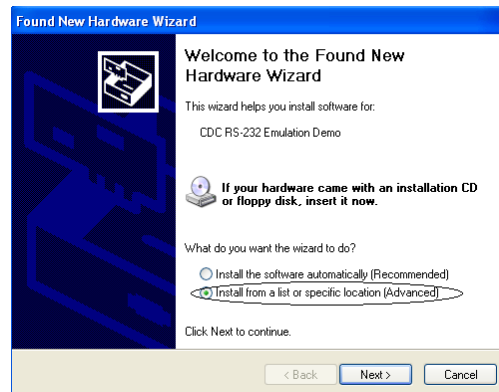 Found New Hardware Wizard
Welcome to the Found New
Hardware Wizard
This wizard helps you install software for:
CDC RS-232 Emulation Demo
If your hardware came with an installation CD
or floppy disk, insert it now.
What do you want the wizard to do?
Install the software automatically (Recommended)
Install from a list or specific location (Advanced)
Click Next to continue.
< Back Next > Cancel